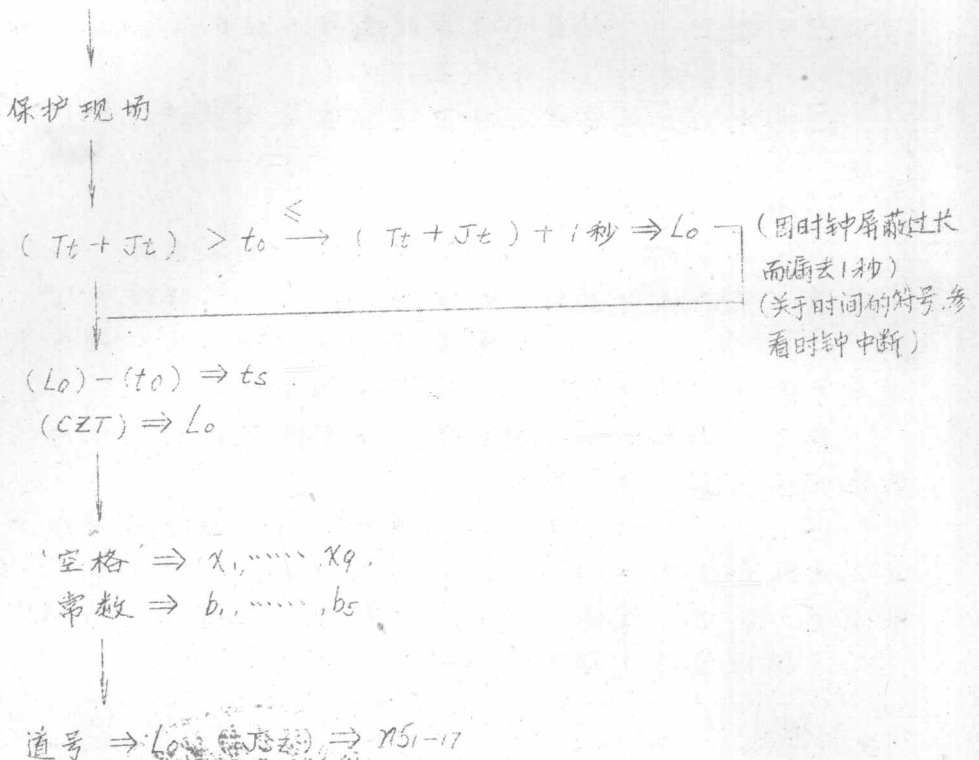 保护现场
≤
(Tt + Jt) > t₀ → (Tt + Jt) + 1秒 ⇒ L₀ (因时钟屏蔽过长
而漏去1秒)
(关于时间的符号,参
看时钟中断)
(L₀) - (t₀) ⇒ ts
(CZT) ⇒ L₀
'空格' ⇒ x₁,……,x₉.
常数 ⇒ b₁,……,b₅
道号 ⇒ L₀ ⇒ n5₁₋₁₇